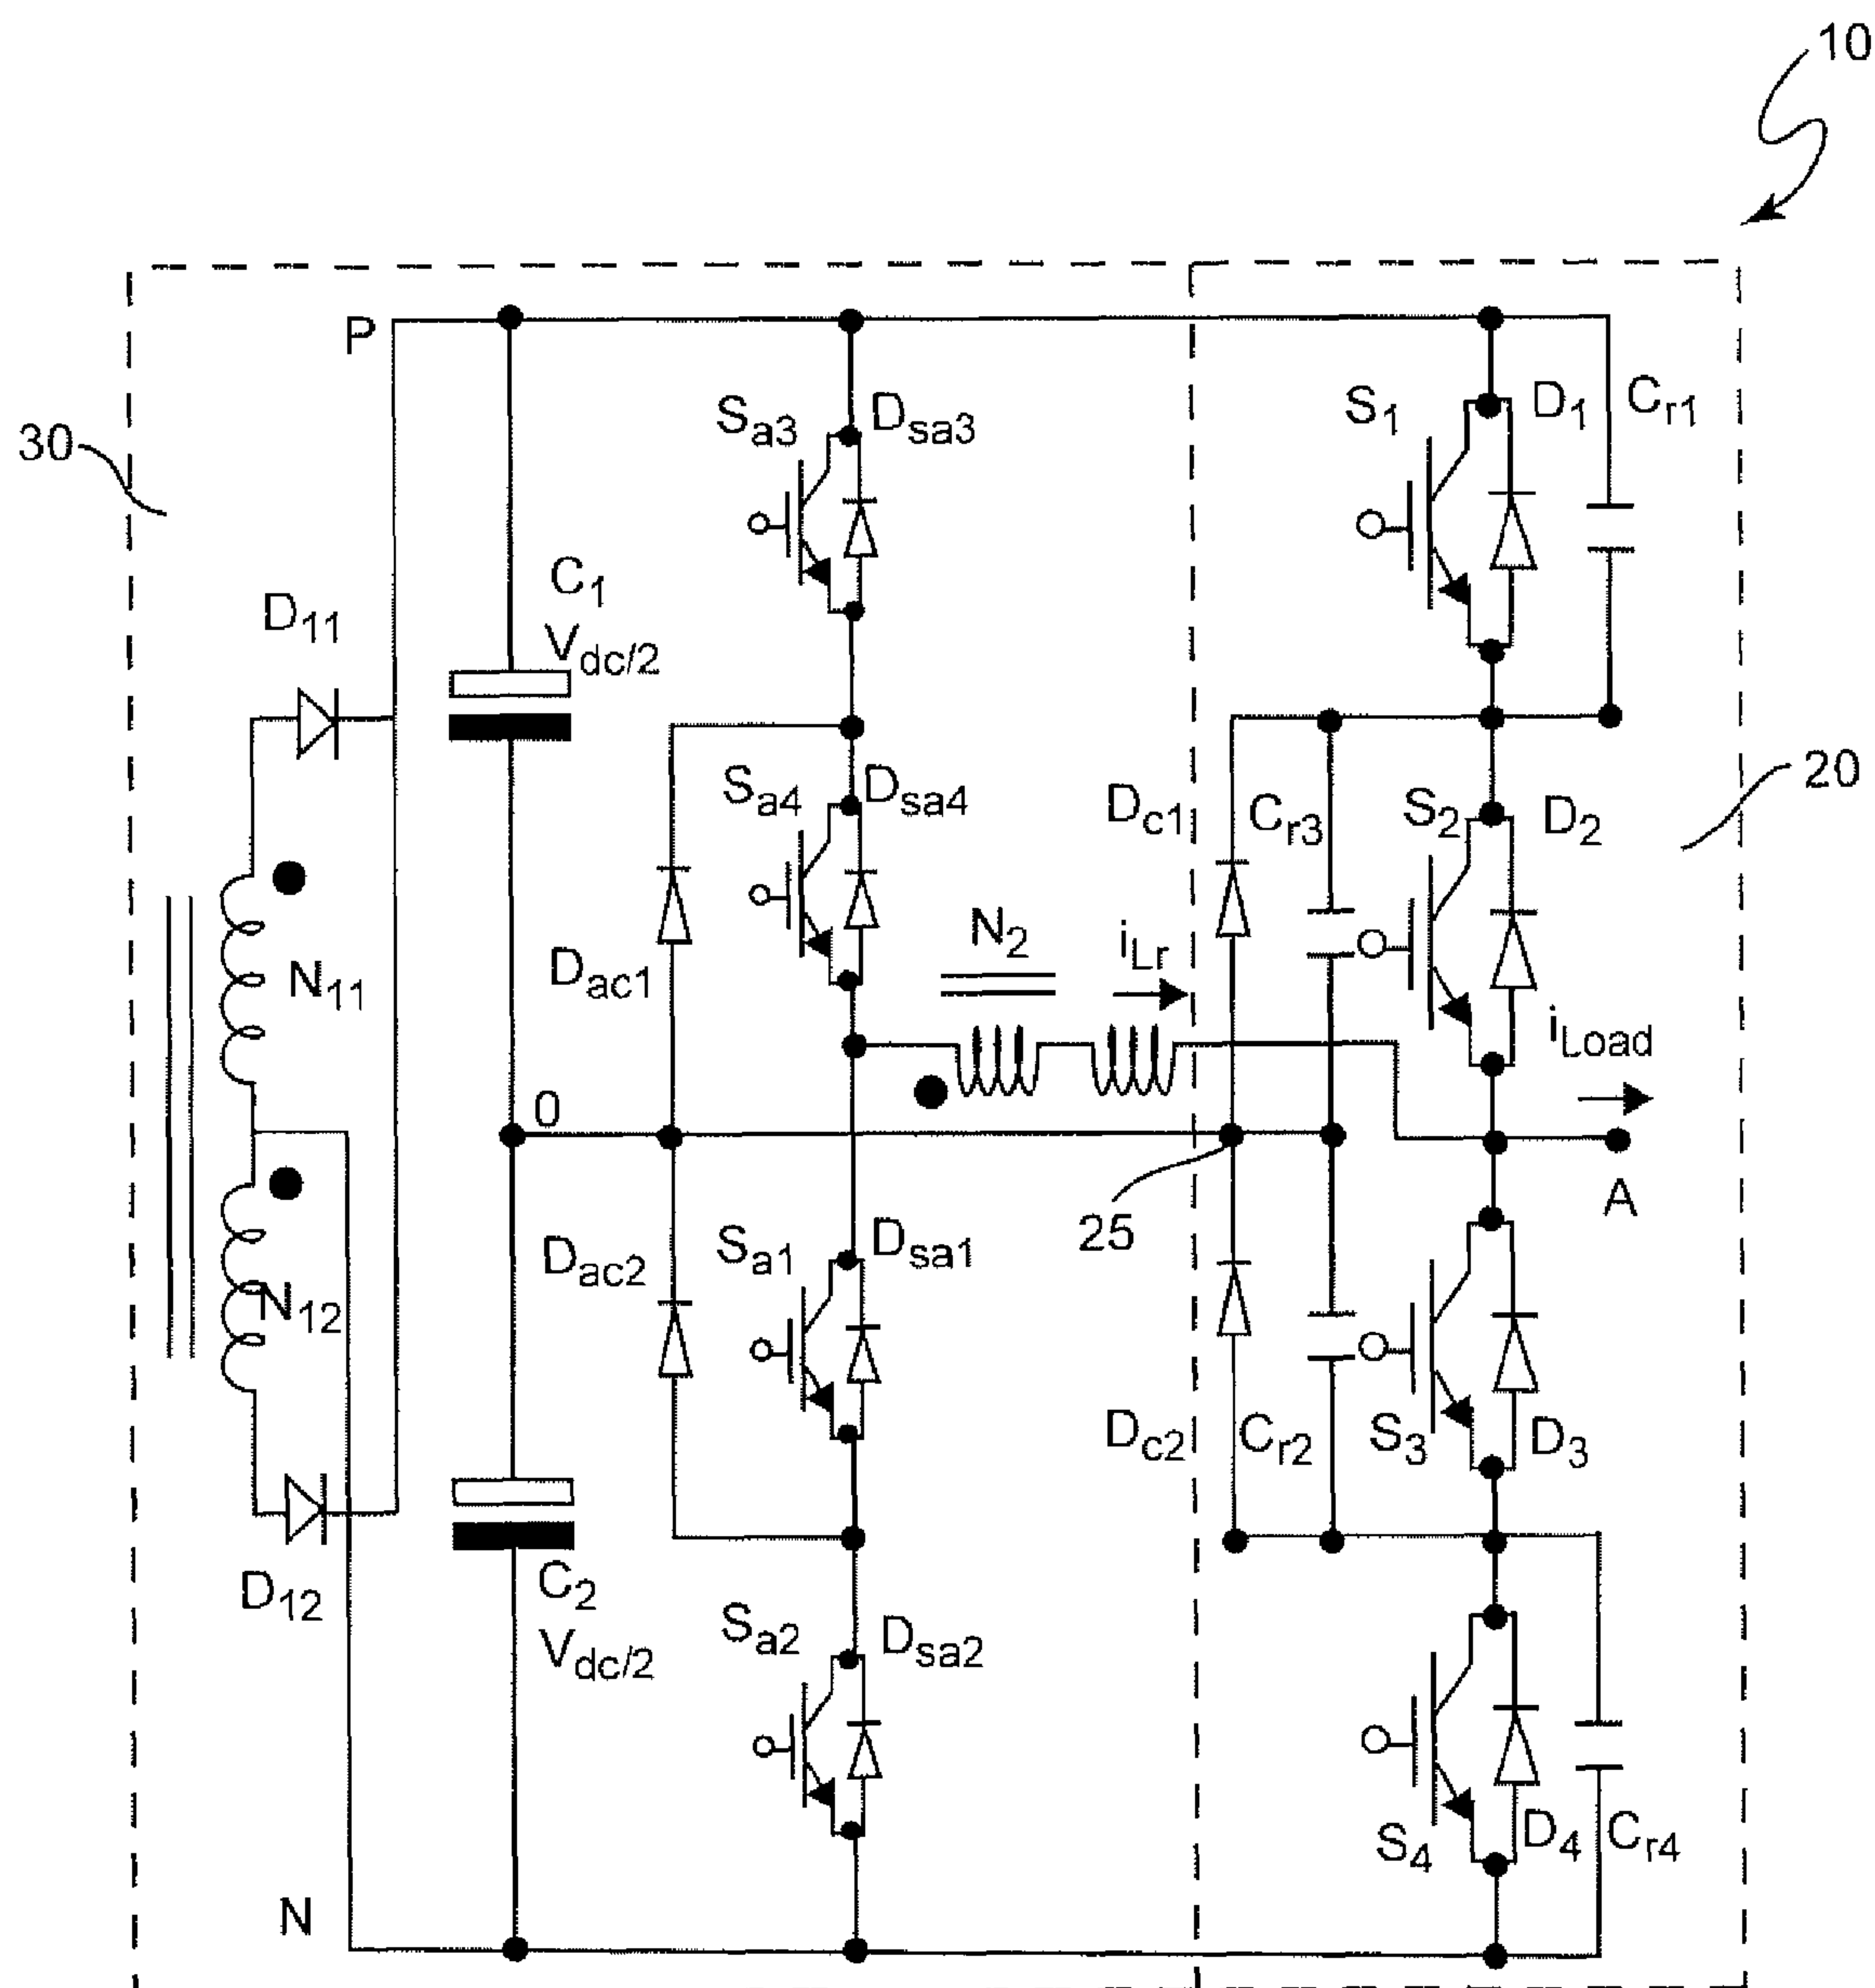 10
P
30
S1
D1
Cr1
Sa3
Dsa3
C1
Vdc/2
D11
20
Sa4
Dsa4
Dc1
Cr3
S2
D2
Dac1
N2
iLr
N11
iLoad
0
A
25
Dac2
Sa1
Dsa1
N12
Dc2
Cr2
S3
D3
D12
C2
Vdc/2
Sa2
Dsa2
S4
D4
Cr4
N